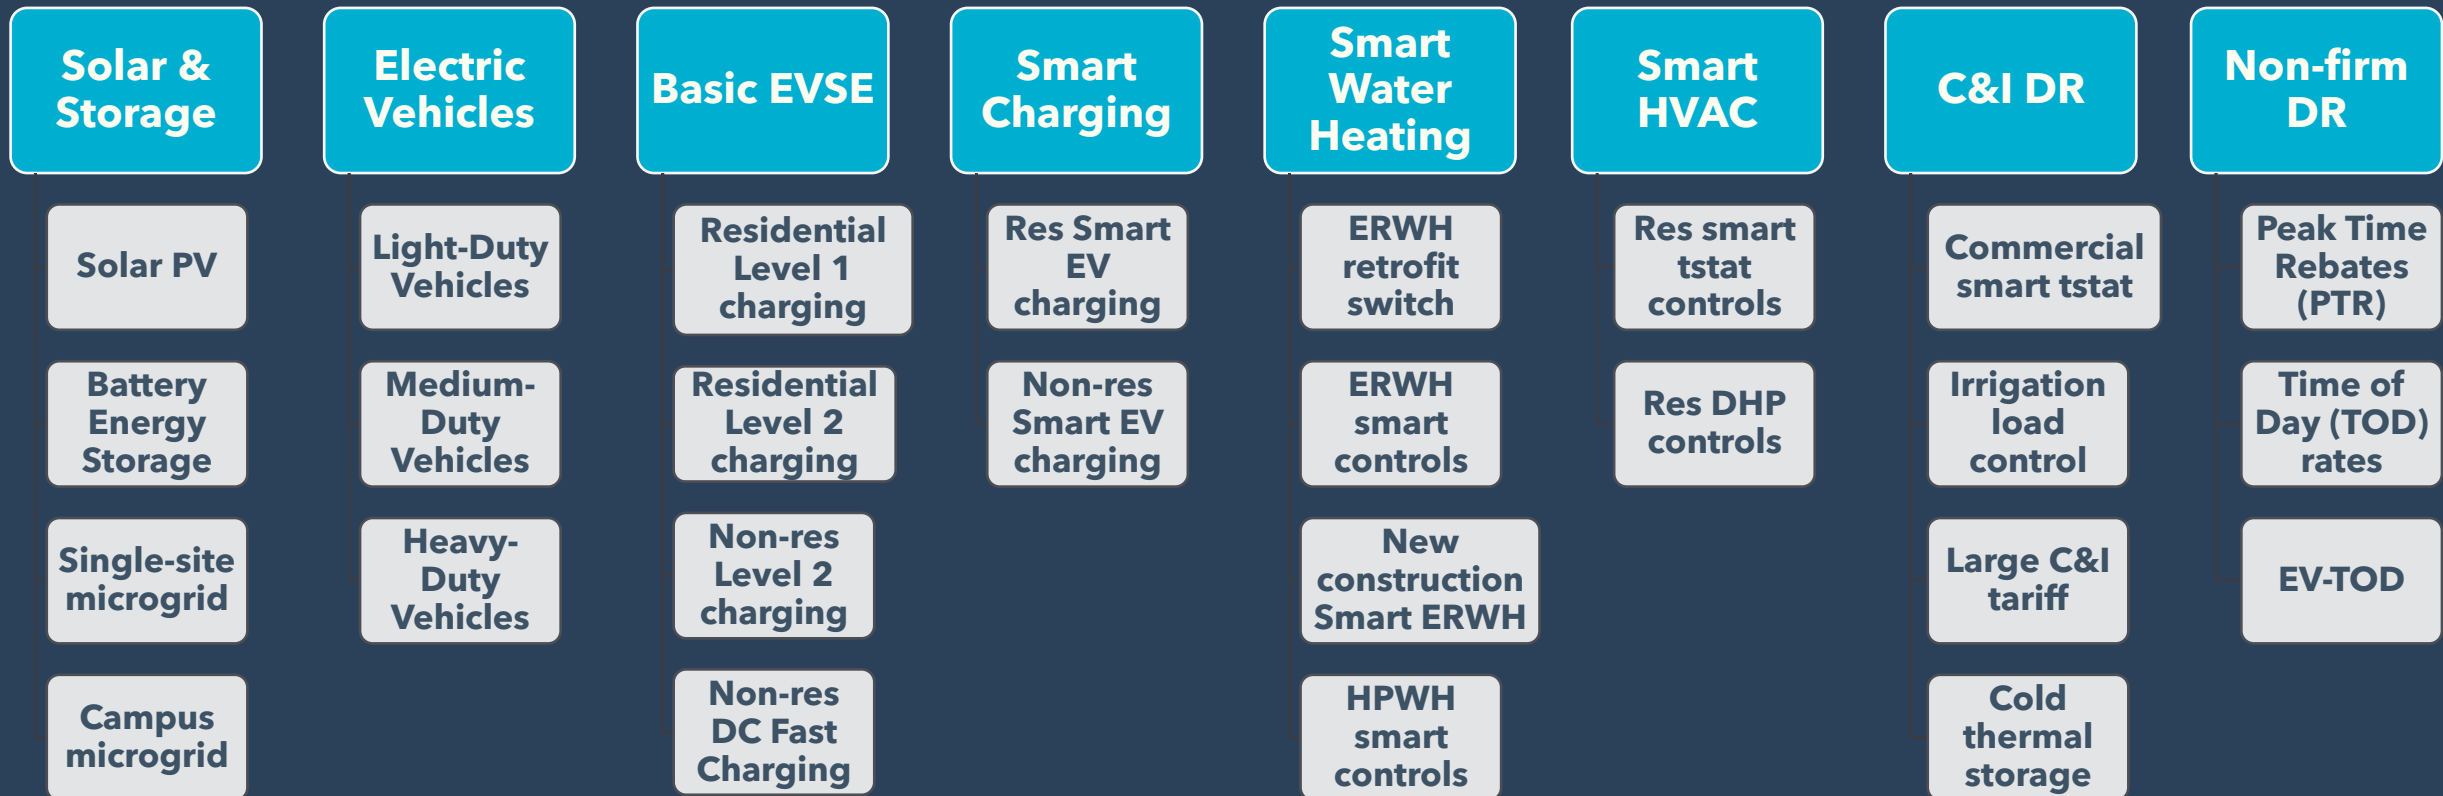 Solar &
Storage
Solar PV
Battery
Energy
Storage
Single-site
microgrid
Campus
microgrid
Electric
Vehicles
Light-Duty
Vehicles
Medium-
Duty
Vehicles
Heavy-
Duty
Vehicles
Basic EVSE
Residential
Level 1
charging
Residential
Level 2
charging
Non-res
Level 2
charging
Non-res
DC Fast
Charging
Smart
Charging
Res Smart
EV
charging
Non-res
Smart EV
charging
Smart
Water
Heating
ERWH
retrofit
switch
ERWH
smart
controls
New
construction
Smart ERWH
HPWH
smart
controls
Smart
HVAC
Res smart
tstat
controls
Res DHP
controls
C&I DR
Commercial
smart tstat
Irrigation
load
control
Large C&I
tariff
Cold
thermal
storage
Non-firm
DR
Peak Time
Rebates
(PTR)
Time of
Day (TOD)
rates
EV-TOD